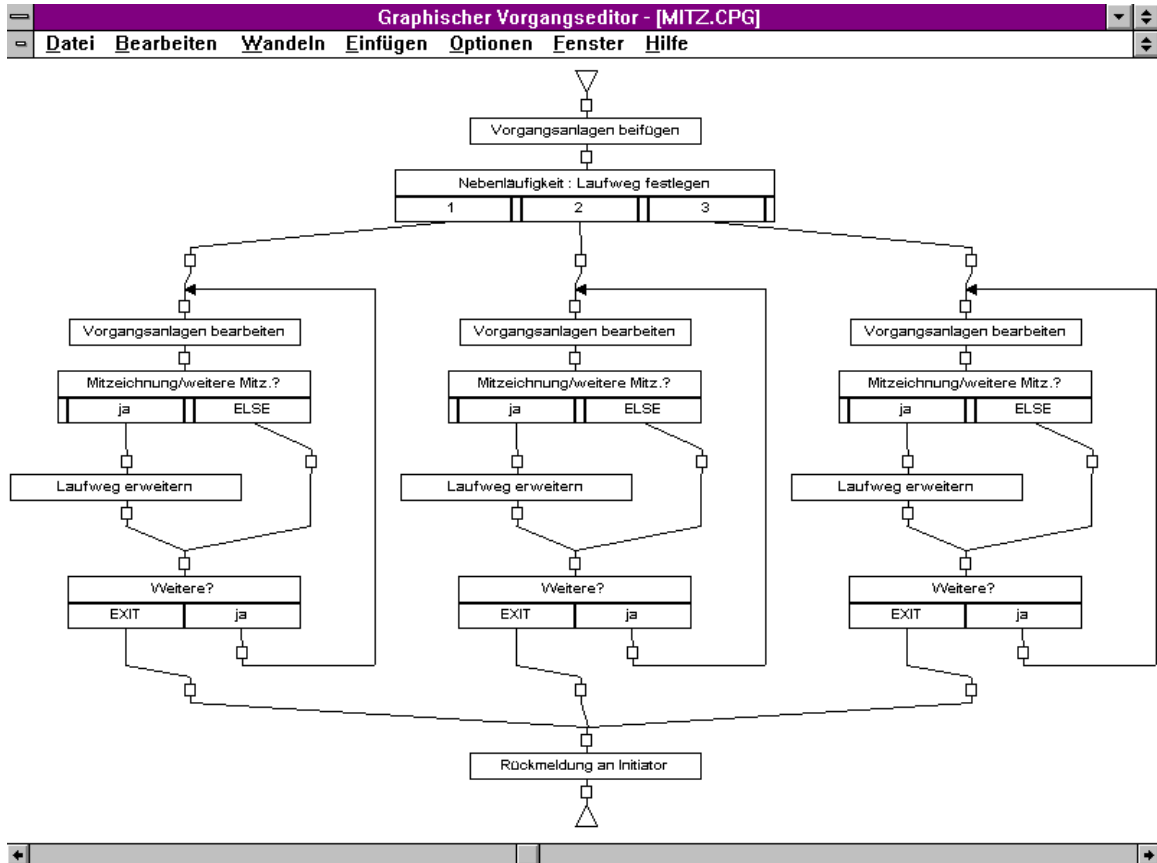 Graphischer Vorgangseditor - [MITZ.CPG]
Datei Bearbeiten Wandeln Einfügen Optionen Fenster Hilfe
Vorgangsanlagen beifügen
Nebenläufigkeit : Laufweg festlegen
1 2 3
Vorgangsanlagen bearbeiten Vorgangsanlagen bearbeiten Vorgangsanlagen bearbeiten
Mitzeichnung/weitere Mitz.? Mitzeichnung/weitere Mitz.? Mitzeichnung/weitere Mitz.?
ja ELSE ja ELSE ja ELSE
Laufweg erweitern Laufweg erweitern Laufweg erweitern
Weitere? Weitere? Weitere?
EXIT ja EXIT ja EXIT ja
Rückmeldung an Initiator